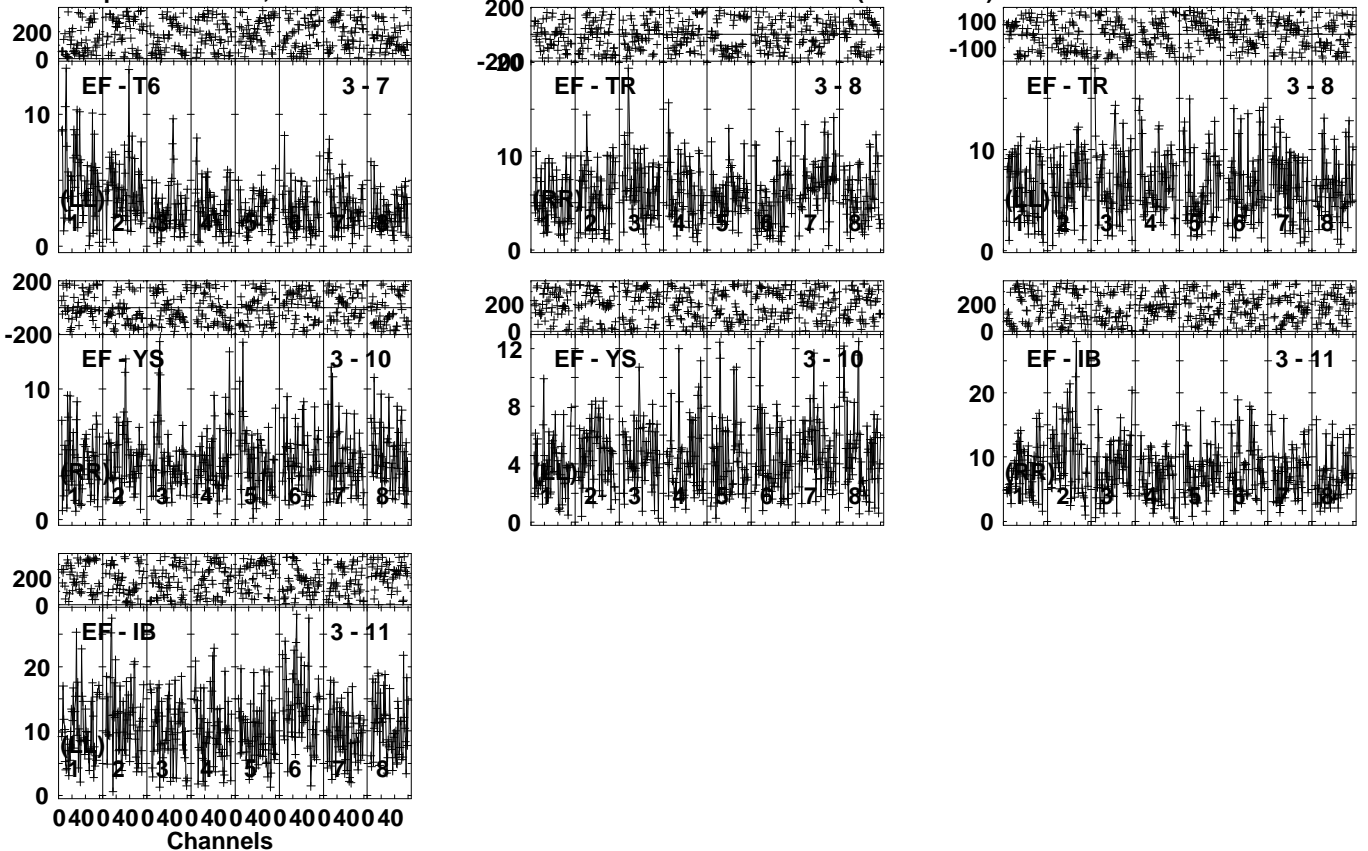 200
0
EF - T6 3 - 7
10
0
(LL)
1 2 3 4 5 6 7 8
200
-200
EF - TR 3 - 8
10
0
(RR)
1 2 3 4 5 6 7 8
100
-100
EF - TR 3 - 8
10
0
(LL)
1 2 3 4 5 6 7 8
200
-200
EF - YS 3 - 10
10
0
(RR)
1 2 3 4 5 6 7 8
200
0
EF - YS 3 - 10
12
8
4
0
(LL)
1 2 3 4 5 6 7 8
200
0
EF - IB 3 - 11
20
10
0
(RR)
1 2 3 4 5 6 7 8
200
0
EF - IB 3 - 11
20
10
0
(LL)
1 2 3 4 5 6 7 8
0 40 0 40 0 40 0 40 0 40 0 40 0 40 0 40
Channels